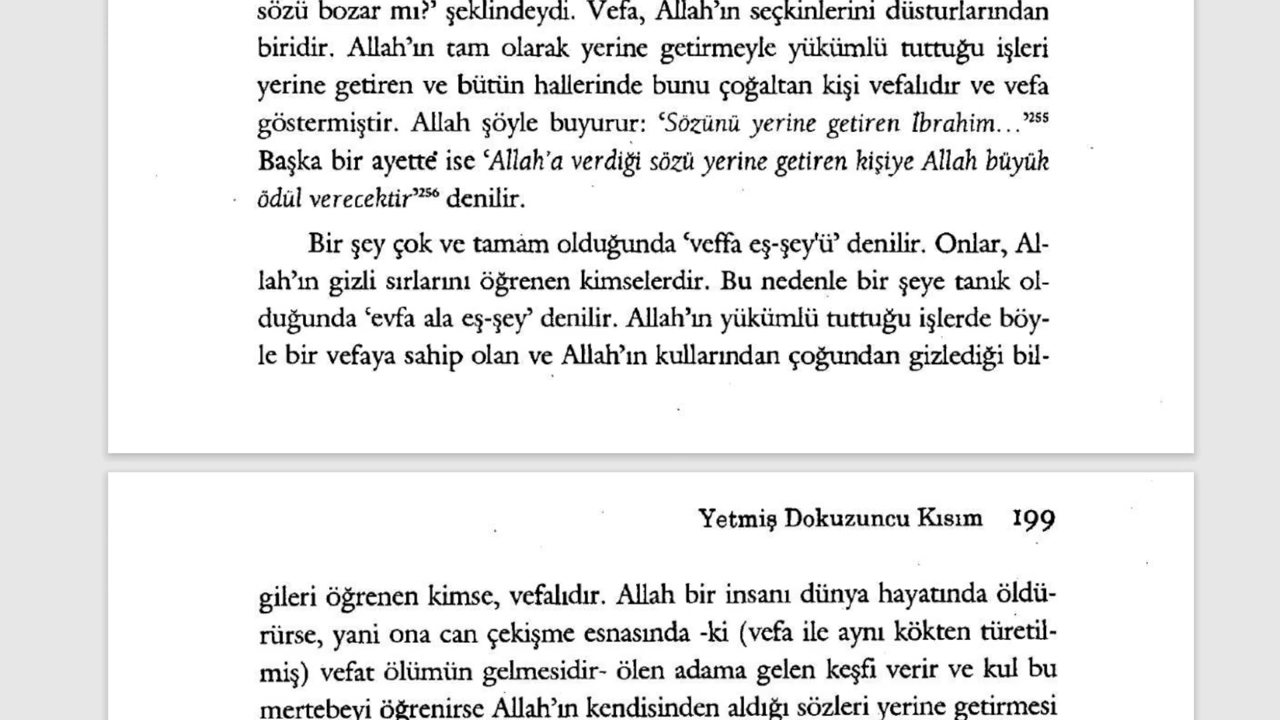 sözü bozar mı?’ şeklindeydi. Vefa, Allah’ın seçkinlerini düsturlarından
biridir. Allah’ın tam olarak yerine getirmeyle yükümlü tuttuğu işleri
yerine getiren ve bütün hallerinde bunu çoğaltan kişi vefalıdır ve vefa
göstermiştir. Allah şöyle buyurur: ‘Sözünü yerine getiren İbrahim...’255
Başka bir ayette ise ‘Allah’a verdiği sözü yerine getiren kişiye Allah büyük
ödül verecektir’256 denilir.
Bir şey çok ve tamam olduğunda ‘veffa eş-şey'ü’ denilir. Onlar, Al-
lah’ın gizli sırlarını öğrenen kimselerdir. Bu nedenle bir şeye tanık ol-
duğunda ‘evfa ala eş-şey’ denilir. Allah’ın yükümlü tuttuğu işlerde böy-
le bir vefaya sahip olan ve Allah’ın kullarından çoğundan gizlediği bil-
Yetmiş Dokuzuncu Kısım 199
gileri öğrenen kimse, vefalıdır. Allah bir insanı dünya hayatında öldü-
rürse, yani ona can çekişme esnasında -ki (vefa ile aynı kökten türetil-
miş) vefat ölümün gelmesidir- ölen adama gelen keşfi verir ve kul bu
mertebeyi öğrenirse Allah’ın kendisinden aldığı sözleri yerine getirmesi